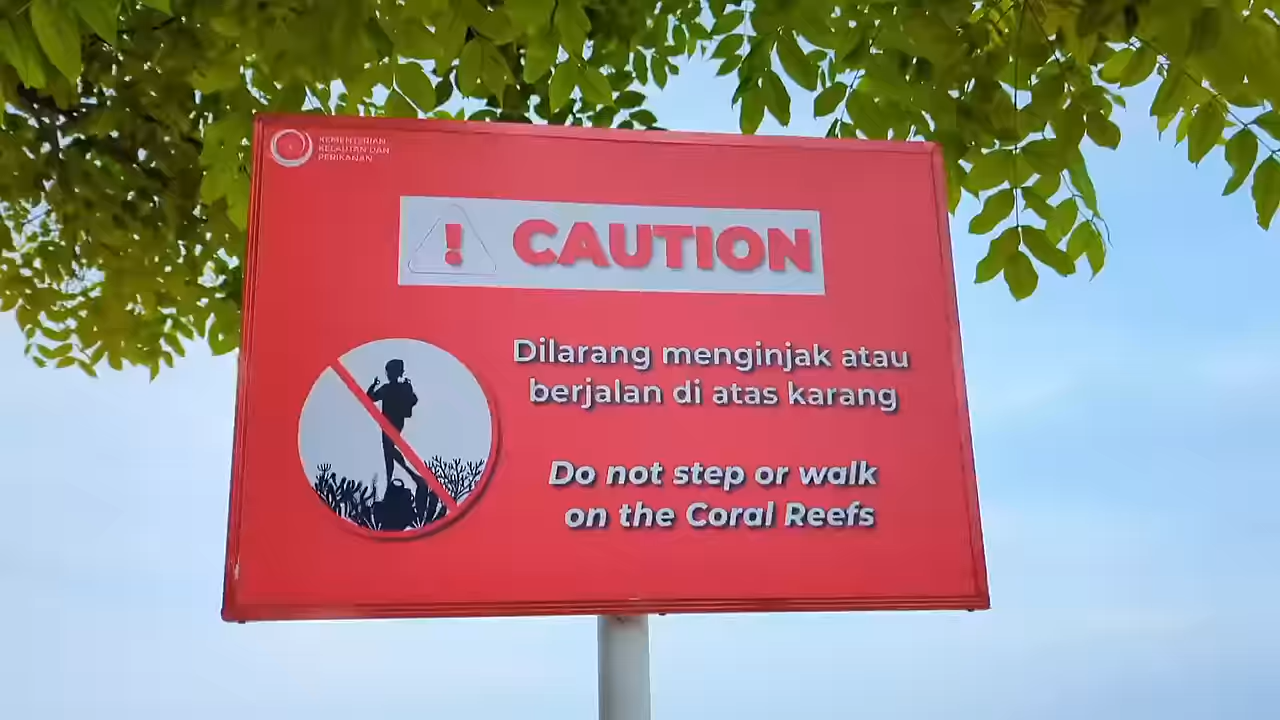 KEMENTERIAN
KELAUTAN DAN
PERIKANAN
! CAUTION
Dilarang menginjak atau
berjalan di atas karang
Do not step or walk
on the Coral Reefs